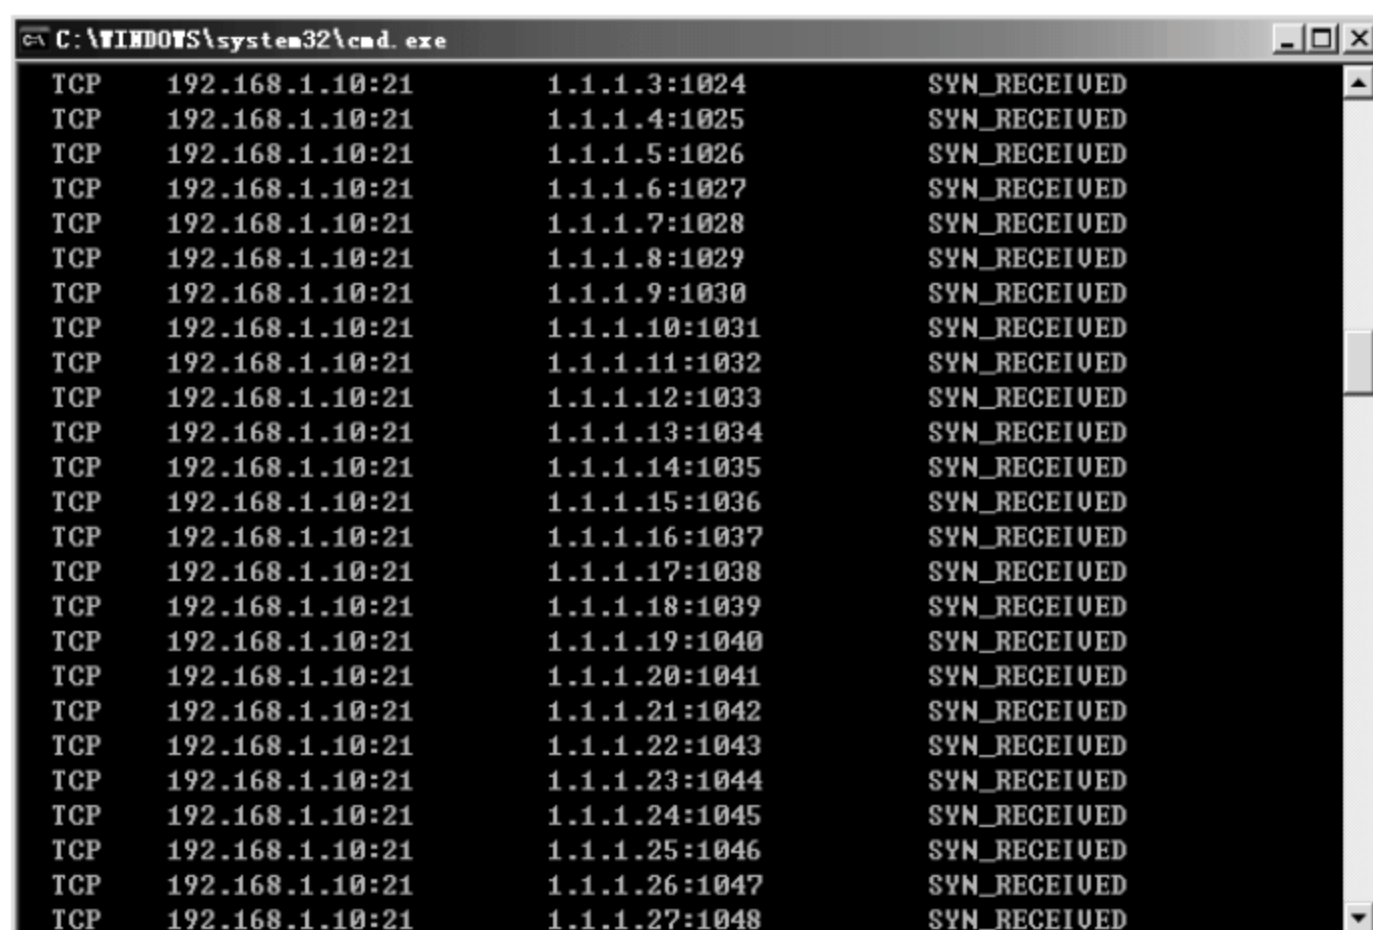 C:\WINDOWS\system32\cmd.exe
TCP 192.168.1.10:21 1.1.1.3:1024 SYN_RECEIVED
TCP 192.168.1.10:21 1.1.1.4:1025 SYN_RECEIVED
TCP 192.168.1.10:21 1.1.1.5:1026 SYN_RECEIVED
TCP 192.168.1.10:21 1.1.1.6:1027 SYN_RECEIVED
TCP 192.168.1.10:21 1.1.1.7:1028 SYN_RECEIVED
TCP 192.168.1.10:21 1.1.1.8:1029 SYN_RECEIVED
TCP 192.168.1.10:21 1.1.1.9:1030 SYN_RECEIVED
TCP 192.168.1.10:21 1.1.1.10:1031 SYN_RECEIVED
TCP 192.168.1.10:21 1.1.1.11:1032 SYN_RECEIVED
TCP 192.168.1.10:21 1.1.1.12:1033 SYN_RECEIVED
TCP 192.168.1.10:21 1.1.1.13:1034 SYN_RECEIVED
TCP 192.168.1.10:21 1.1.1.14:1035 SYN_RECEIVED
TCP 192.168.1.10:21 1.1.1.15:1036 SYN_RECEIVED
TCP 192.168.1.10:21 1.1.1.16:1037 SYN_RECEIVED
TCP 192.168.1.10:21 1.1.1.17:1038 SYN_RECEIVED
TCP 192.168.1.10:21 1.1.1.18:1039 SYN_RECEIVED
TCP 192.168.1.10:21 1.1.1.19:1040 SYN_RECEIVED
TCP 192.168.1.10:21 1.1.1.20:1041 SYN_RECEIVED
TCP 192.168.1.10:21 1.1.1.21:1042 SYN_RECEIVED
TCP 192.168.1.10:21 1.1.1.22:1043 SYN_RECEIVED
TCP 192.168.1.10:21 1.1.1.23:1044 SYN_RECEIVED
TCP 192.168.1.10:21 1.1.1.24:1045 SYN_RECEIVED
TCP 192.168.1.10:21 1.1.1.25:1046 SYN_RECEIVED
TCP 192.168.1.10:21 1.1.1.26:1047 SYN_RECEIVED
TCP 192.168.1.10:21 1.1.1.27:1048 SYN_RECEIVED